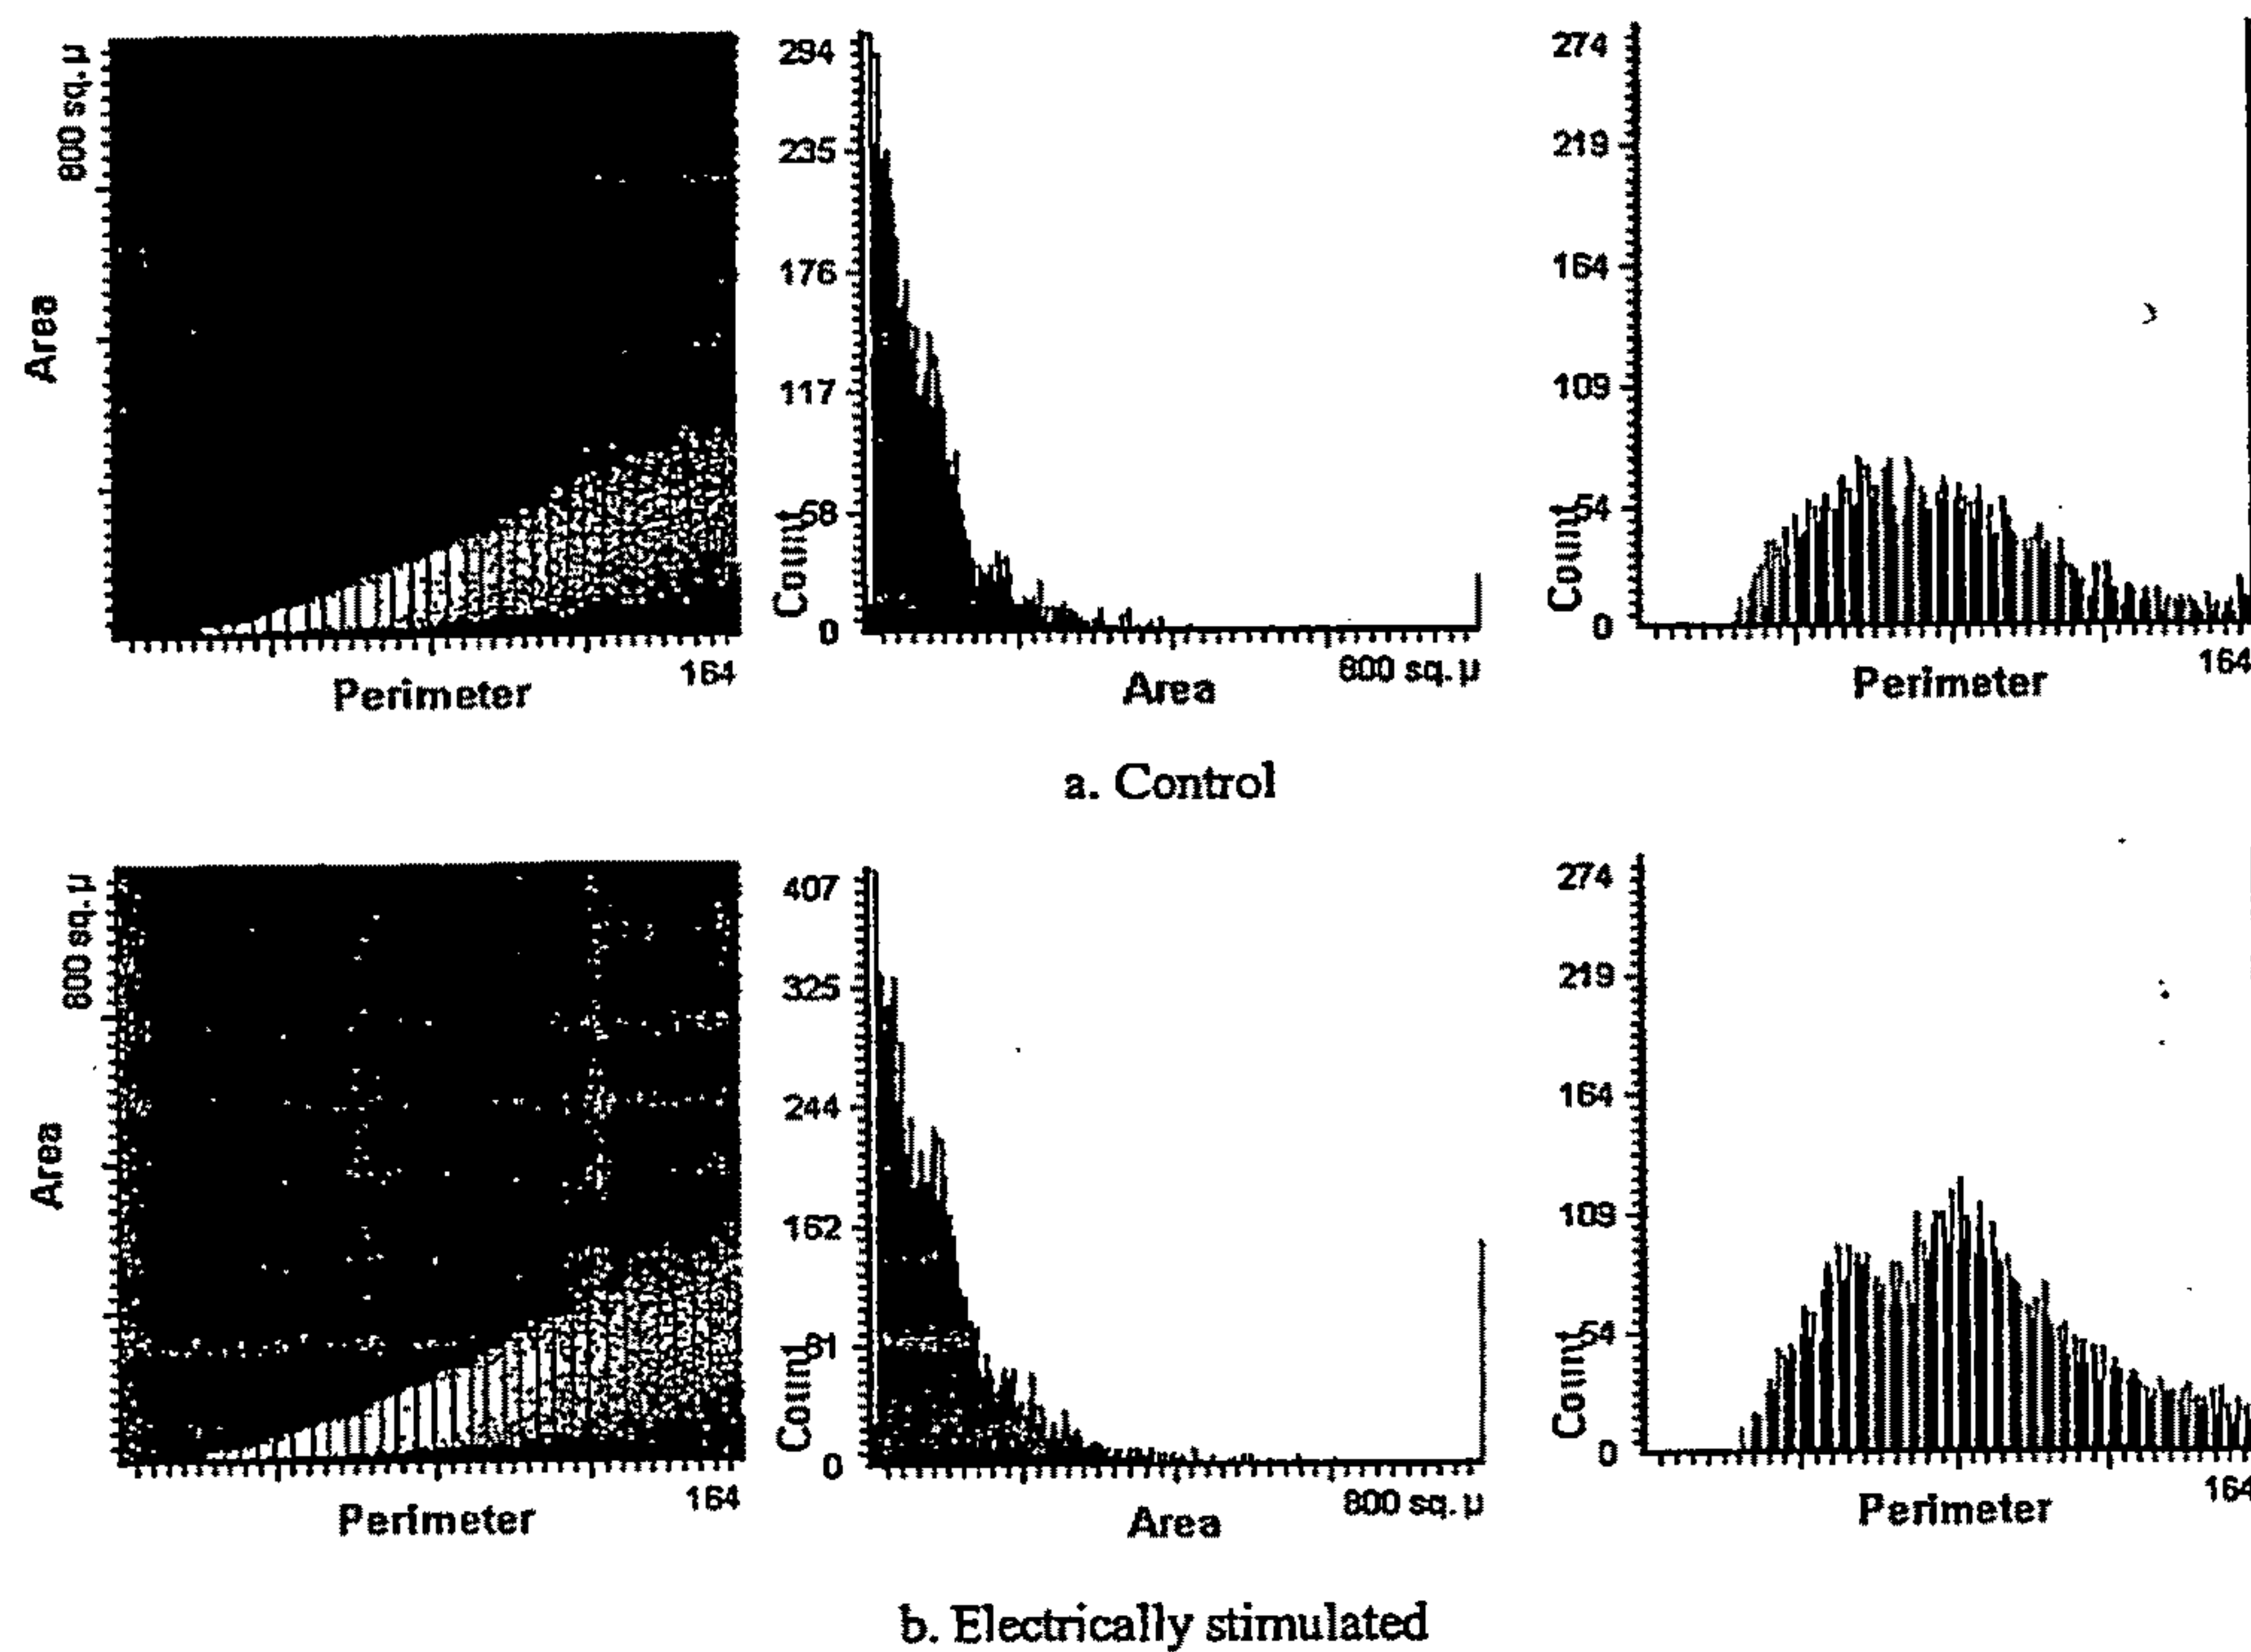 800 sq. µ
Area
164
Perimeter
294
235
176
117
58
0
Count
800 sq. µ
Area
274
219
164
109
54
0
Count
164
Perimeter
a. Control
800 sq. µ
Area
164
Perimeter
407
325
244
162
81
0
Count
800 sq. µ
Area
274
219
164
109
54
0
Count
164
Perimeter
b. Electrically stimulated